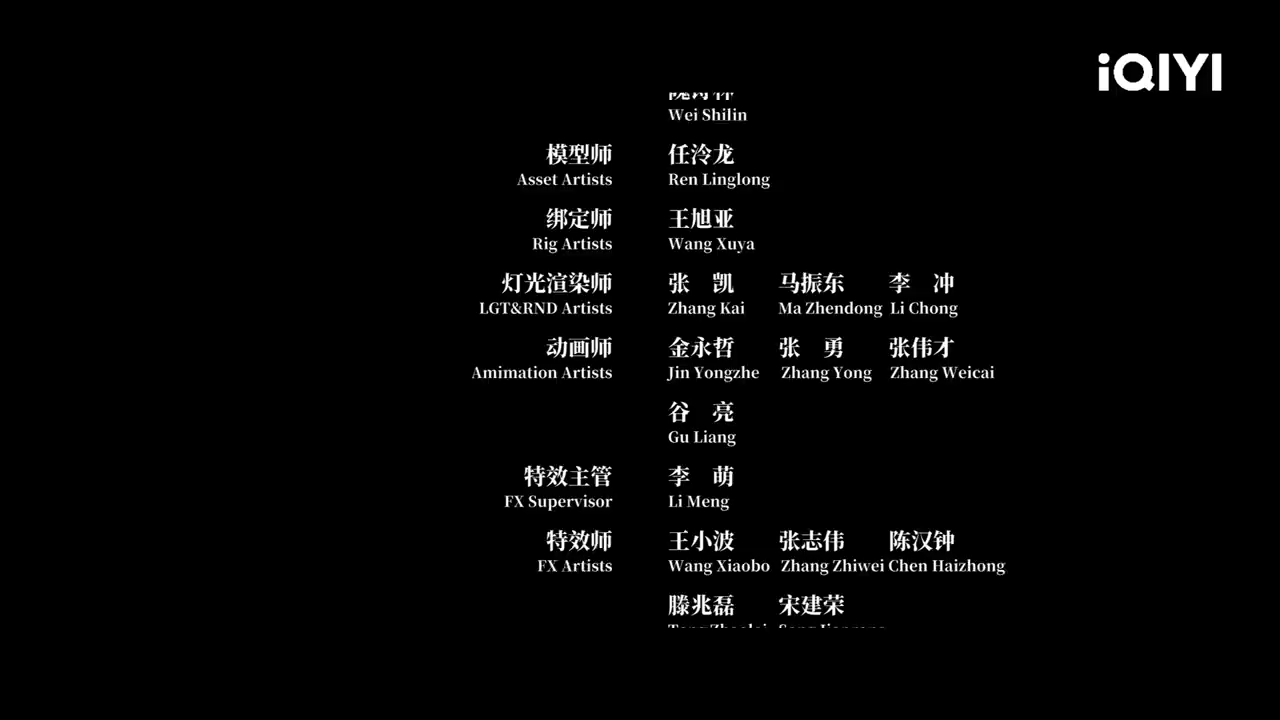 iQIYI
Wei Shilin
模型师 任泠龙
Asset Artists Ren Linglong
绑定师 王旭亚
Rig Artists Wang Xuya
灯光渲染师 张 凯 马振东 李 冲
LGT&RND Artists Zhang Kai Ma Zhendong Li Chong
动画师 金永哲 张 勇 张伟才
Amimation Artists Jin Yongzhe Zhang Yong Zhang Weicai
谷 亮
Gu Liang
特效主管 李 萌
FX Supervisor Li Meng
特效师 王小波 张志伟 陈汉钟
FX Artists Wang Xiaobo Zhang Zhiwei Chen Haizhong
滕兆磊 宋建荣